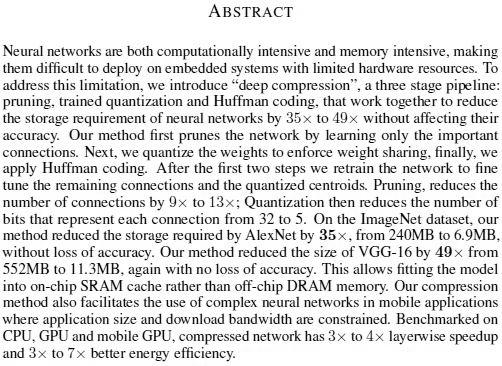 ABSTRACT
Neural networks are both computationally intensive and memory intensive, making
them difficult to deploy on embedded systems with limited hardware resources. To
address this limitation, we introduce “deep compression”, a three stage pipeline:
pruning, trained quantization and Huffman coding, that work together to reduce
the storage requirement of neural networks by 35× to 49× without affecting their
accuracy. Our method first prunes the network by learning only the important
connections. Next, we quantize the weights to enforce weight sharing, finally, we
apply Huffman coding. After the first two steps we retrain the network to fine
tune the remaining connections and the quantized centroids. Pruning, reduces the
number of connections by 9× to 13×; Quantization then reduces the number of
bits that represent each connection from 32 to 5. On the ImageNet dataset, our
method reduced the storage required by AlexNet by 35×, from 240MB to 6.9MB,
without loss of accuracy. Our method reduced the size of VGG-16 by 49× from
552MB to 11.3MB, again with no loss of accuracy. This allows fitting the model
into on-chip SRAM cache rather than off-chip DRAM memory. Our compression
method also facilitates the use of complex neural networks in mobile applications
where application size and download bandwidth are constrained. Benchmarked on
CPU, GPU and mobile GPU, compressed network has 3× to 4× layerwise speedup
and 3× to 7× better energy efficiency.